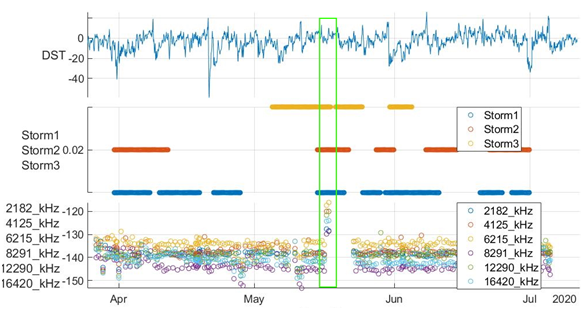 0
DST -20
-40
Storm1
Storm1
Storm2 0.02
Storm2
Storm3
Storm3
2182_kHz -120
2182_kHz
4125_kHz
4125_kHz
6215_kHz -130
6215_kHz
8291_kHz -140
8291_kHz
12290_kHz
12290_kHz
16420_kHz -150
16420_kHz
Apr May Jun Jul 2020